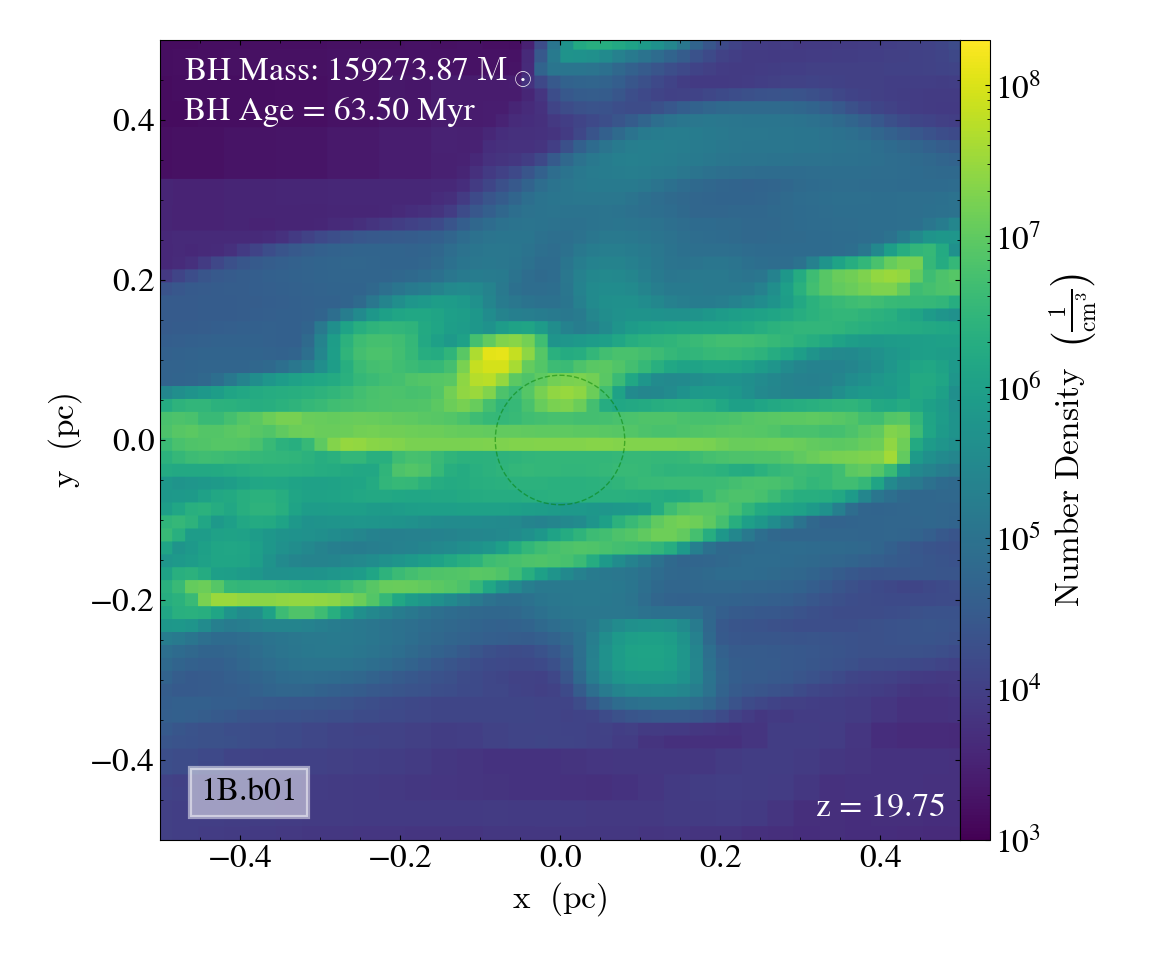 BH Mass: 159273.87 M⊙
BH Age = 63.50 Myr
1B.b01
z = 19.75
0.4
0.2
0.0
−0.2
−0.4
y (pc)
−0.4 −0.2 0.0 0.2 0.4
x (pc)
10⁸
10⁷
10⁶
10⁵
10⁴
10³
Number Density (1/cm³)